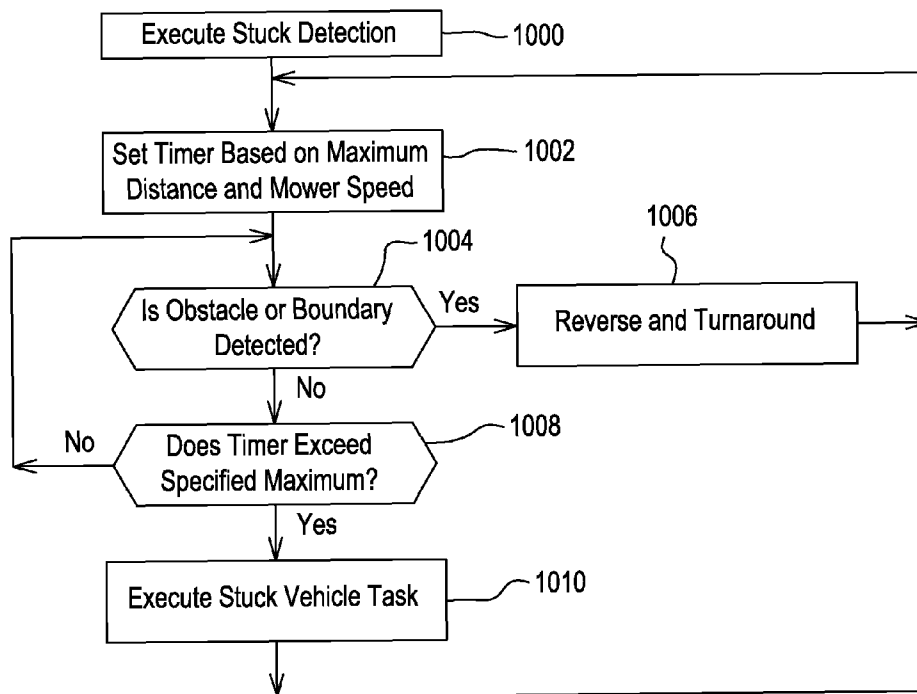 Execute Stuck Detection
1000
Set Timer Based on Maximum
Distance and Mower Speed
1002
1004
1006
Is Obstacle or Boundary
Detected?
Yes
Reverse and Turnaround
No
1008
No
Does Timer Exceed
Specified Maximum?
Yes
Execute Stuck Vehicle Task
1010